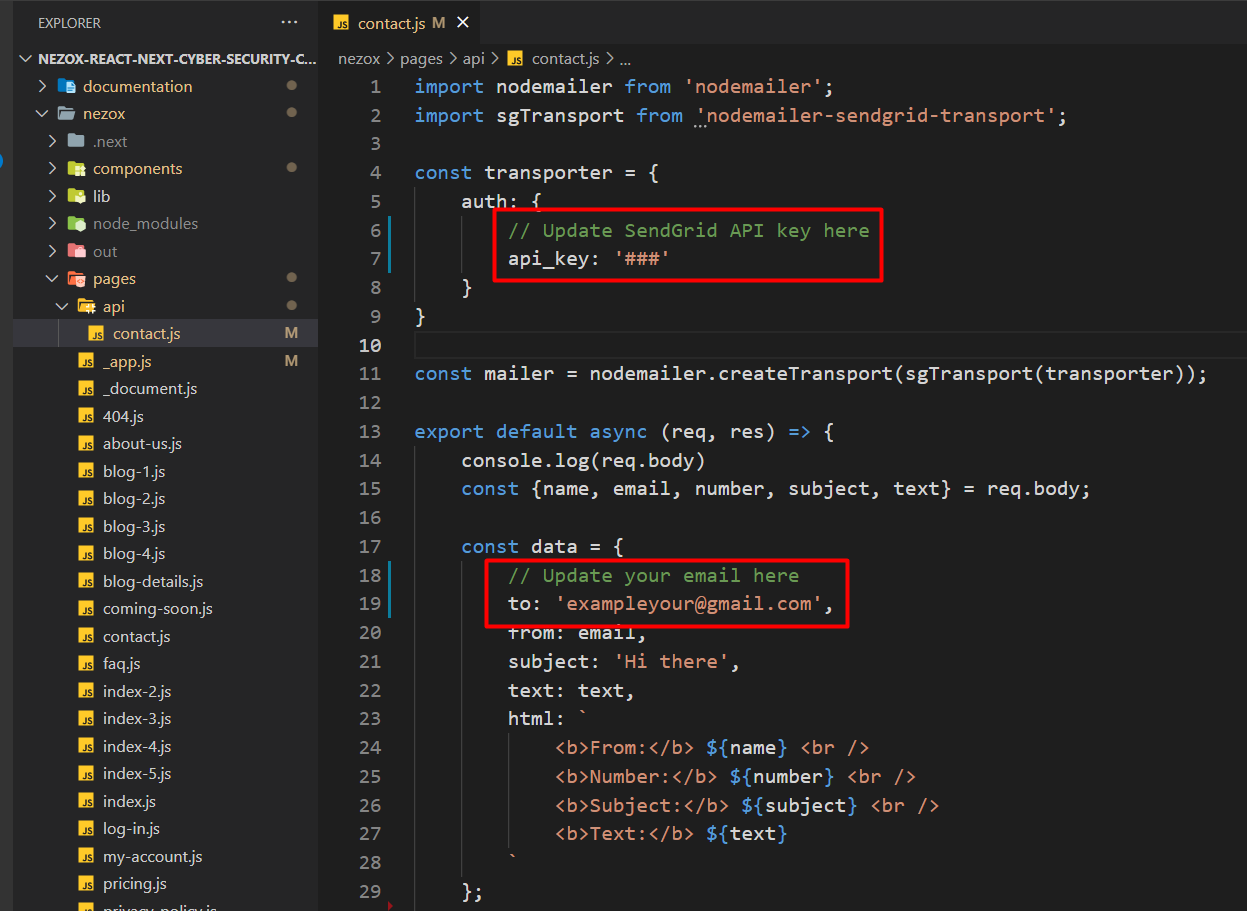 EXPLORER
···
NEZOX-REACT-NEXT-CYBER-SECURITY-C...
documentation
nezox
.next
components
lib
node_modules
out
pages
api
contact.js M
_app.js M
_document.js
404.js
about-us.js
blog-1.js
blog-2.js
blog-3.js
blog-4.js
blog-details.js
coming-soon.js
contact.js
faq.js
index-2.js
index-3.js
index-4.js
index-5.js
index.js
log-in.js
my-account.js
pricing.js
privacy-policy.js
JS contact.js M ×
nezox > pages > api > JS contact.js > ...
1 import nodemailer from 'nodemailer';
2 import sgTransport from 'nodemailer-sendgrid-transport';
3
4 const transporter = {
5 auth: {
6 // Update SendGrid API key here
7 api_key: '###'
8 }
9 }
10
11 const mailer = nodemailer.createTransport(sgTransport(transporter));
12
13 export default async (req, res) => {
14 console.log(req.body)
15 const {name, email, number, subject, text} = req.body;
16
17 const data = {
18 // Update your email here
19 to: 'exampleyour@gmail.com',
20 from: email,
21 subject: 'Hi there',
22 text: text,
23 html: `
24 <b>From:</b> ${name} <br />
25 <b>Number:</b> ${number} <br />
26 <b>Subject:</b> ${subject} <br />
27 <b>Text:</b> ${text}
28 `
29 };